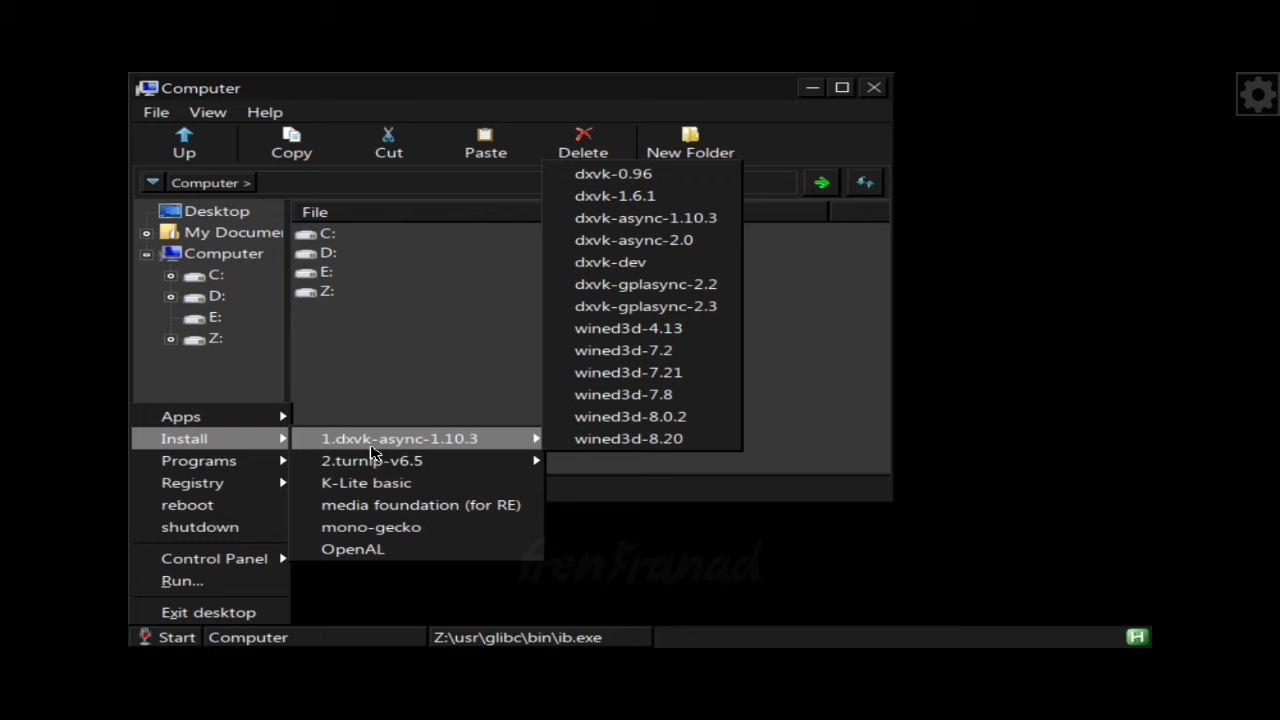 Computer
File View Help
Up Copy Cut Paste Delete New Folder
Computer >
Desktop
My Docume
Computer
C:
D:
E:
Z:
File
C:
D:
E:
Z:
Apps
Install
Programs
Registry
reboot
shutdown
Control Panel
Run...
Exit desktop
1.dxvk-async-1.10.3
2.turnip-v6.5
K-Lite basic
media foundation (for RE)
mono-gecko
OpenAL
dxvk-0.96
dxvk-1.6.1
dxvk-async-1.10.3
dxvk-async-2.0
dxvk-dev
dxvk-gplasync-2.2
dxvk-gplasync-2.3
wined3d-4.13
wined3d-7.2
wined3d-7.21
wined3d-7.8
wined3d-8.0.2
wined3d-8.20
frenfranad
Start Computer Z:\usr\glibc\bin\ib.exe H